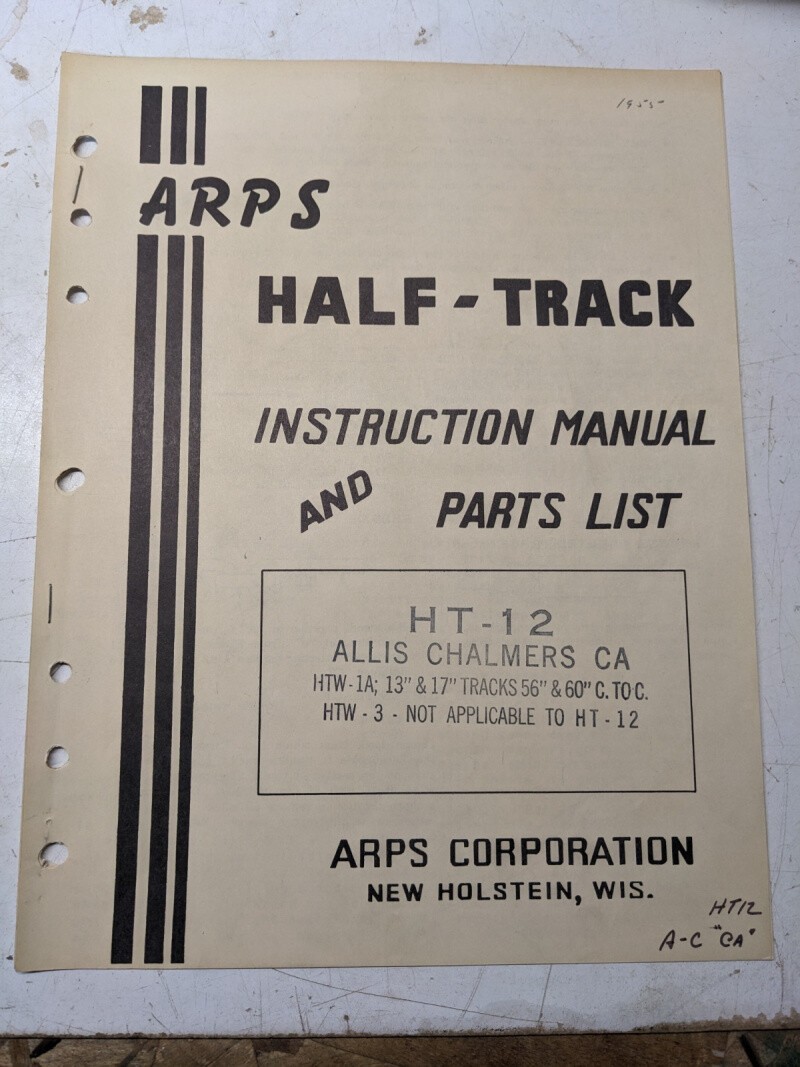 1955
ARPS
HALF-TRACK
INSTRUCTION MANUAL
AND PARTS LIST
HT-12
ALLIS CHALMERS CA
HTW-1A; 13" & 17" TRACKS 56" & 60" C. TO C.
HTW-3 - NOT APPLICABLE TO HT-12
ARPS CORPORATION
NEW HOLSTEIN, WIS.
HT12
A-C "CA"